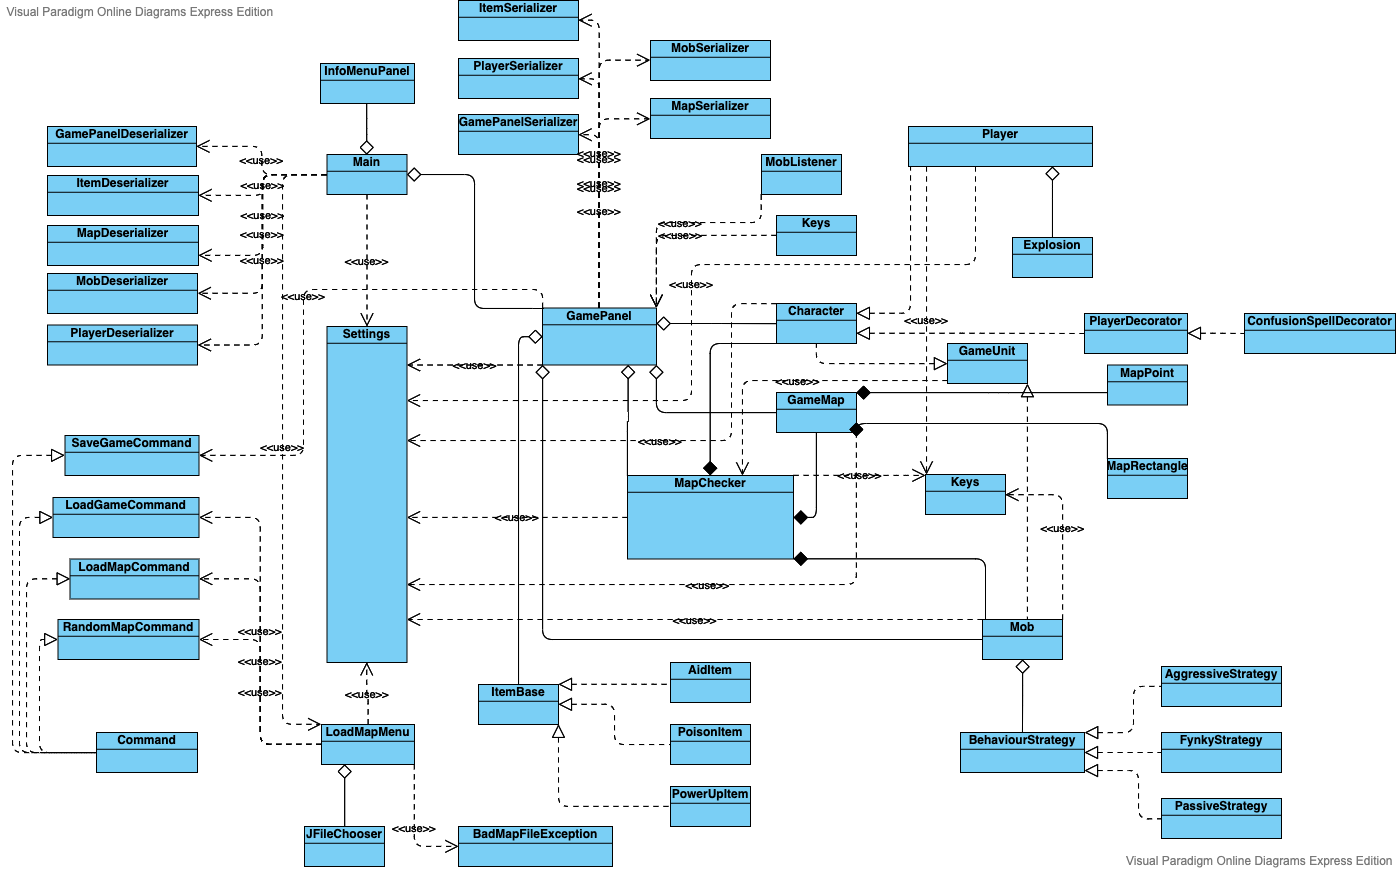 Visual Paradigm Online Diagrams Express Edition
ItemSerializer
MobSerializer
InfoMenuPanel
PlayerSerializer
MapSerializer
GamePanelSerializer
GamePanelDeserializer
Player
<<use>>
<<use>>
<<use>>
Main
MobListener
ItemDeserializer
<<use>>
<<use>>
<<use>>
<<use>>
<<use>>
<<use>>
Keys
MapDeserializer
<<use>>
<<use>>
Explosion
<<use>>
<<use>>
MobDeserializer
<<use>>
<<use>>
GamePanel
Character
<<use>>
PlayerDecorator
ConfusionSpellDecorator
PlayerDeserializer
Settings
GameUnit
<<use>>
<<use>>
MapPoint
GameMap
SaveGameCommand
<<use>>
<<use>>
MapRectangle
<<use>>
MapChecker
Keys
LoadGameCommand
<<use>>
<<use>>
LoadMapCommand
<<use>>
RandomMapCommand
<<use>>
<<use>>
Mob
<<use>>
AidItem
AggressiveStrategy
<<use>>
<<use>>
ItemBase
Command
LoadMapMenu
PoisonItem
BehaviourStrategy
FynkyStrategy
PowerUpItem
PassiveStrategy
JFileChooser
<<use>>
BadMapFileException
Visual Paradigm Online Diagrams Express Edition